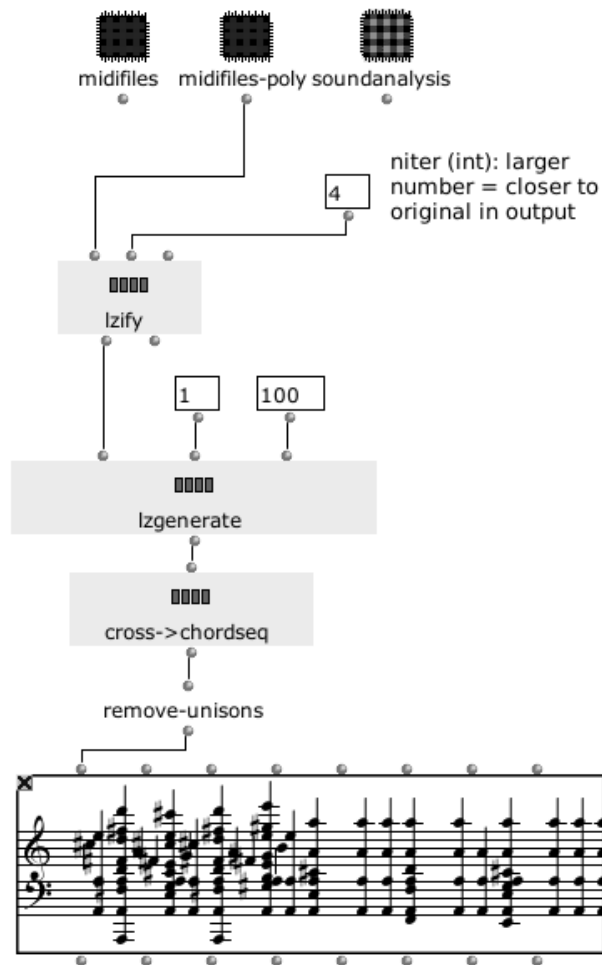 midifiles midifiles-poly soundanalysis
niter (int): larger
number = closer to
original in output
4
lzify
1 100
lzgenerate
cross->chordseq
remove-unisons